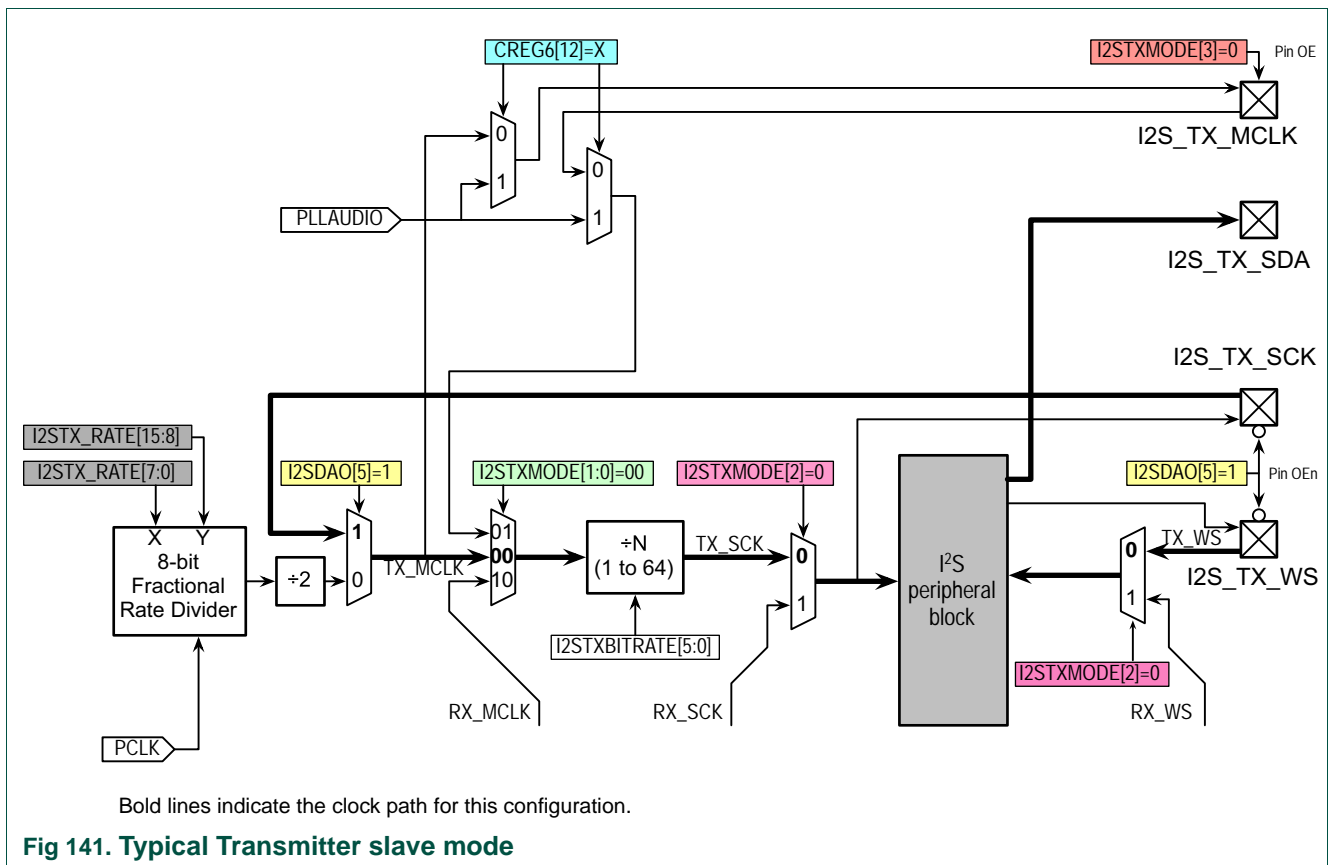 CREG6[12]=X
I2STXMODE[3]=0
Pin OE
0
1
0
1
I2S_TX_MCLK
PLLAUDIO
I2S_TX_SDA
I2S_TX_SCK
I2STX_RATE[15:8]
I2STX_RATE[7:0]
I2SDAO[5]=1
I2STXMODE[1:0]=00
I2STXMODE[2]=0
I2SDAO[5]=1
Pin OEn
X Y
8-bit
Fractional
Rate Divider
÷2
1
0
TX_MCLK
01
00
10
÷N
(1 to 64)
TX_SCK
0
1
I2S
peripheral
block
0
1
TX_WS
I2S_TX_WS
I2STXBITRATE[5:0]
I2STXMODE[2]=0
RX_MCLK
RX_SCK
RX_WS
PCLK
Bold lines indicate the clock path for this configuration.
Fig 141. Typical Transmitter slave mode